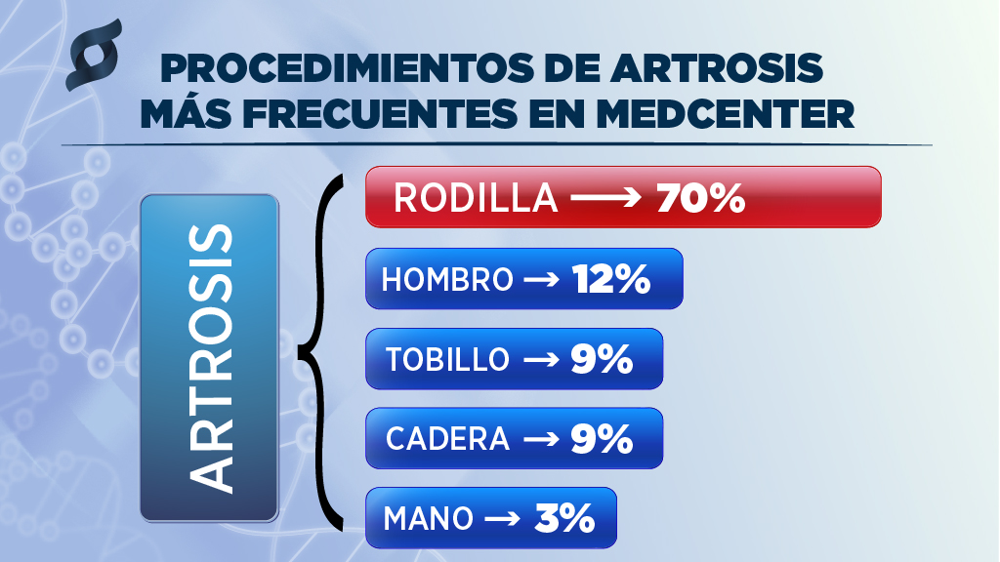 PROCEDIMIENTOS DE ARTROSIS
MÁS FRECUENTES EN MEDCENTER
ARTROSIS
RODILLA → 70%
HOMBRO → 12%
TOBILLO → 9%
CADERA → 9%
MANO → 3%